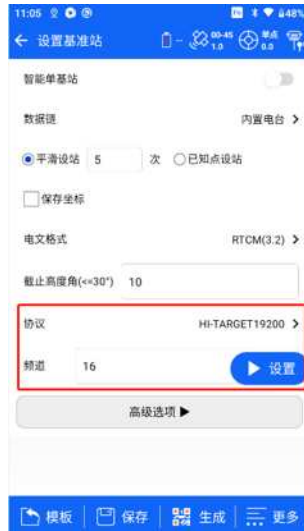 11:05 48%
设置基准站 - 00-45 1.0 单点 0.0
智能单基站
数据链 内置电台 >
平滑设站 5 次 已知点设站
保存坐标
电文格式 RTCM(3.2) >
截止高度角(<=30°) 10
协议 HI-TARGET19200 >
频道 16 设置
高级选项▶
模板 保存 生成 更多